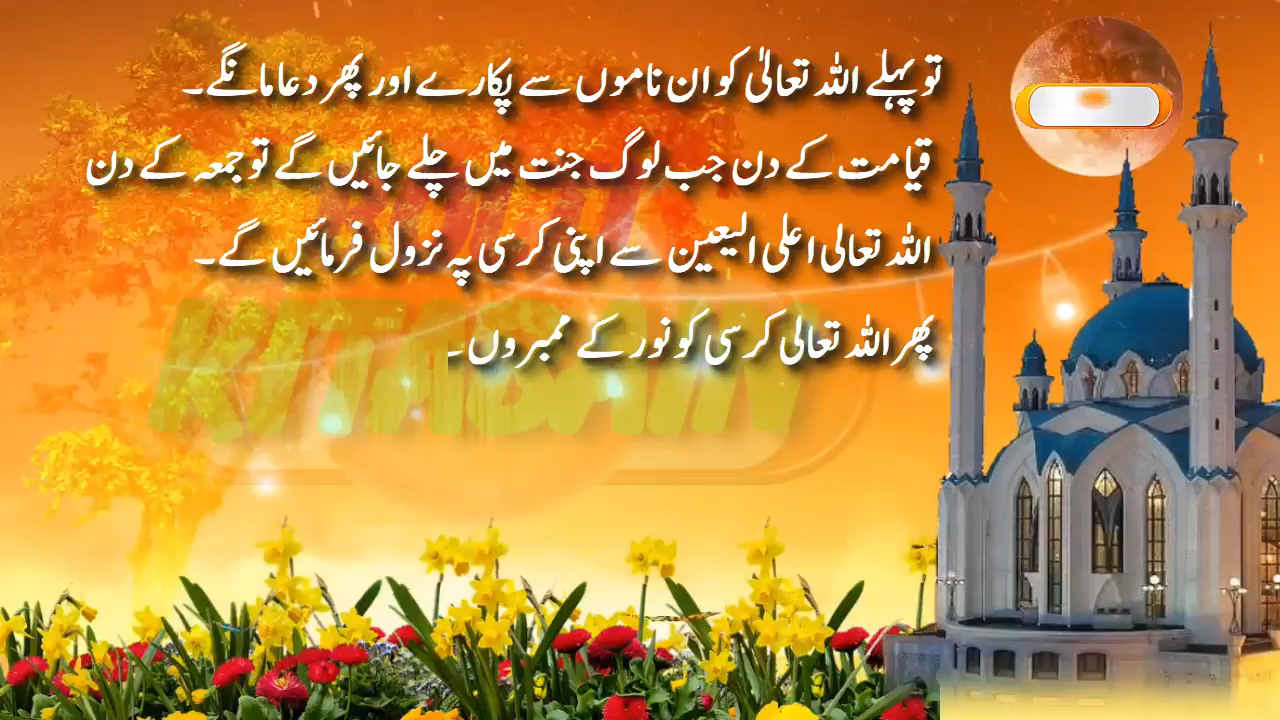 تو پہلے اللہ تعالیٰ کو ان ناموں سے پکارے اور پھر دعا مانگے۔
قیامت کے دن جب لوگ جنت میں چلے جائیں گے تو جمعہ کے دن
اللہ تعالی اعلی الیعین سے اپنی کرسی پہ نزول فرمائیں گے۔
پھر اللہ تعالی کرسی کو نور کے ممبروں۔
KITABAIN